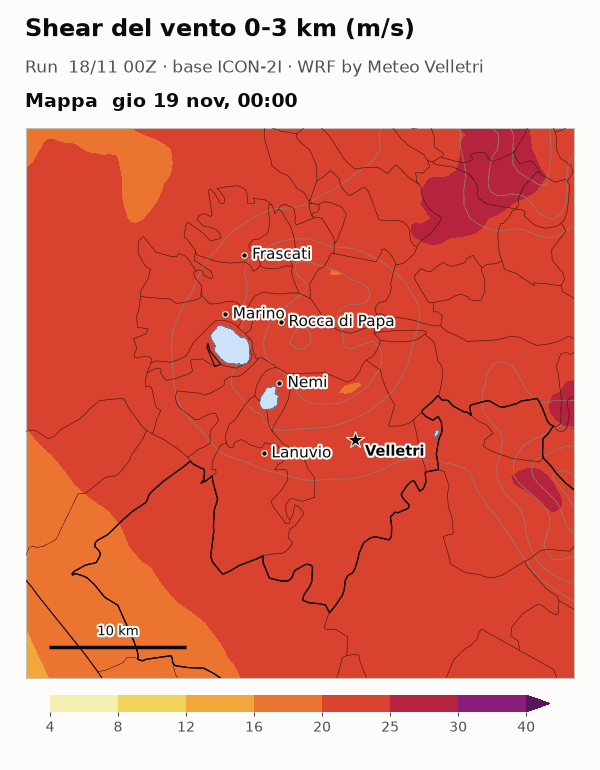 Shear del vento 0-3 km (m/s)
Run  18/11 00Z · base ICON-2I · WRF by Meteo Velletri
Mappa  gio 19 nov, 00:00
Frascati
Marino
Rocca di Papa
Nemi
Velletri
Lanuvio
10 km
4 8 12 16 20 25 30 40